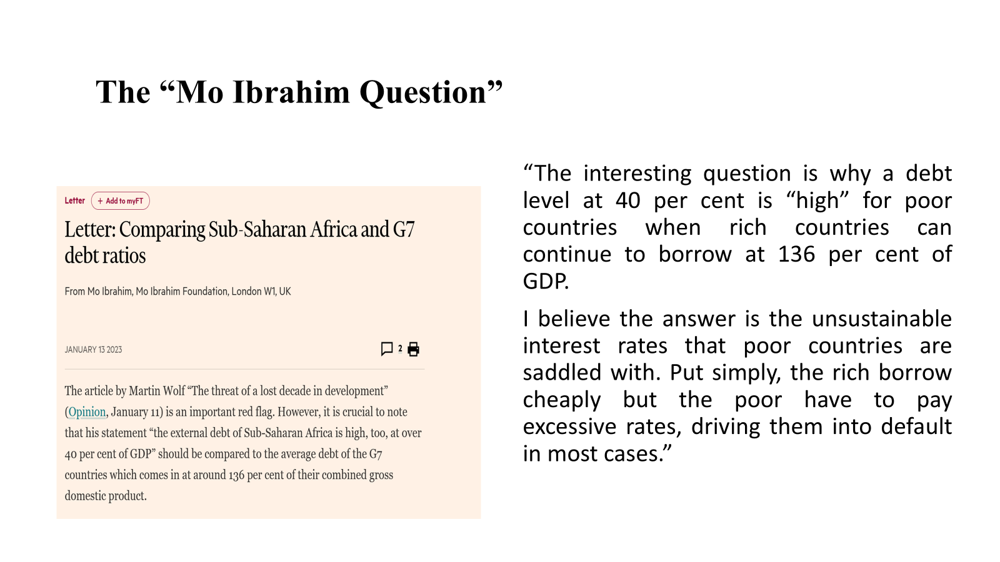 The “Mo Ibrahim Question”
Letter
+ Add to myFT
Letter: Comparing Sub-Saharan Africa and G7
debt ratios
From Mo Ibrahim, Mo Ibrahim Foundation, London W1, UK
JANUARY 13 2023
2
The article by Martin Wolf “The threat of a lost decade in development”
(Opinion, January 11) is an important red flag. However, it is crucial to note
that his statement “the external debt of Sub-Saharan Africa is high, too, at over
40 per cent of GDP” should be compared to the average debt of the G7
countries which comes in at around 136 per cent of their combined gross
domestic product.
“The interesting question is why a debt
level at 40 per cent is “high” for poor
countries when rich countries can
continue to borrow at 136 per cent of
GDP.
I believe the answer is the unsustainable
interest rates that poor countries are
saddled with. Put simply, the rich borrow
cheaply but the poor have to pay
excessive rates, driving them into default
in most cases.”